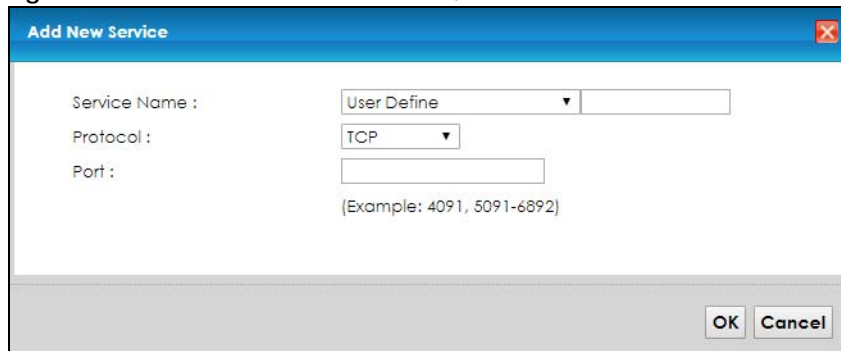 Add New Service
Service Name : User Define
Protocol : TCP
Port :
(Example: 4091, 5091-6892)
OK Cancel